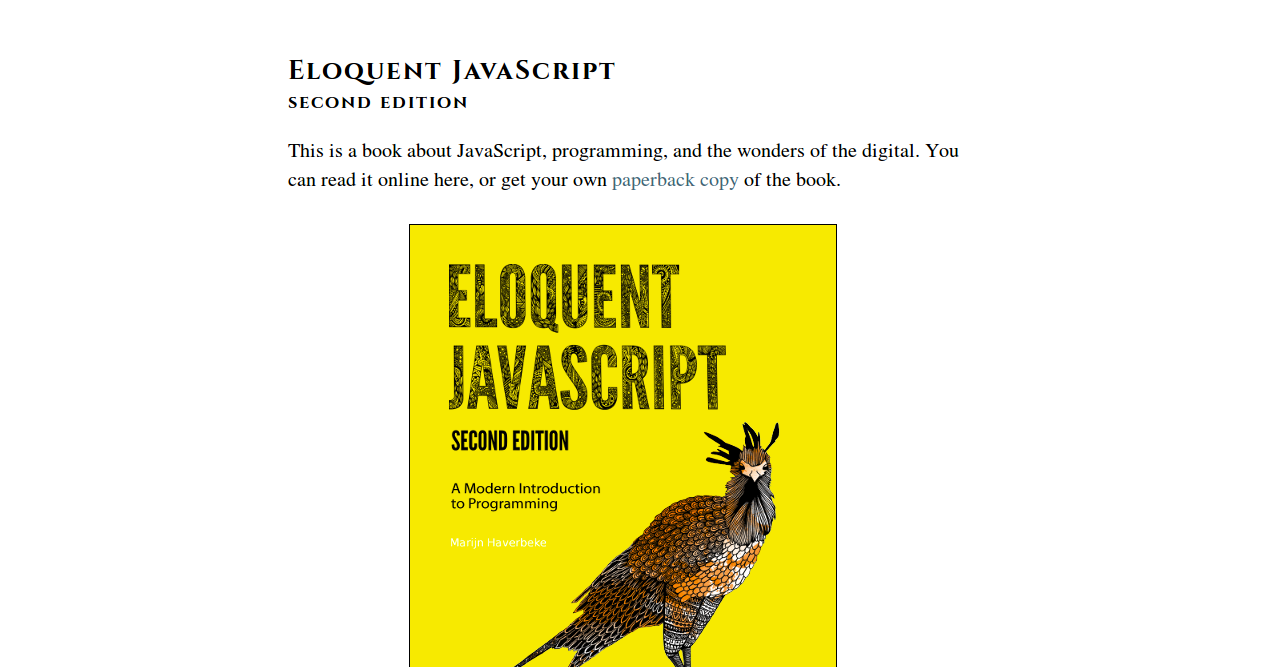 Eloquent JavaScript
second edition
This is a book about JavaScript, programming, and the wonders of the digital. You
can read it online here, or get your own paperback copy of the book.
ELOQUENT
JAVASCRIPT
SECOND EDITION
A Modern Introduction
to Programming
Marijn Haverbeke